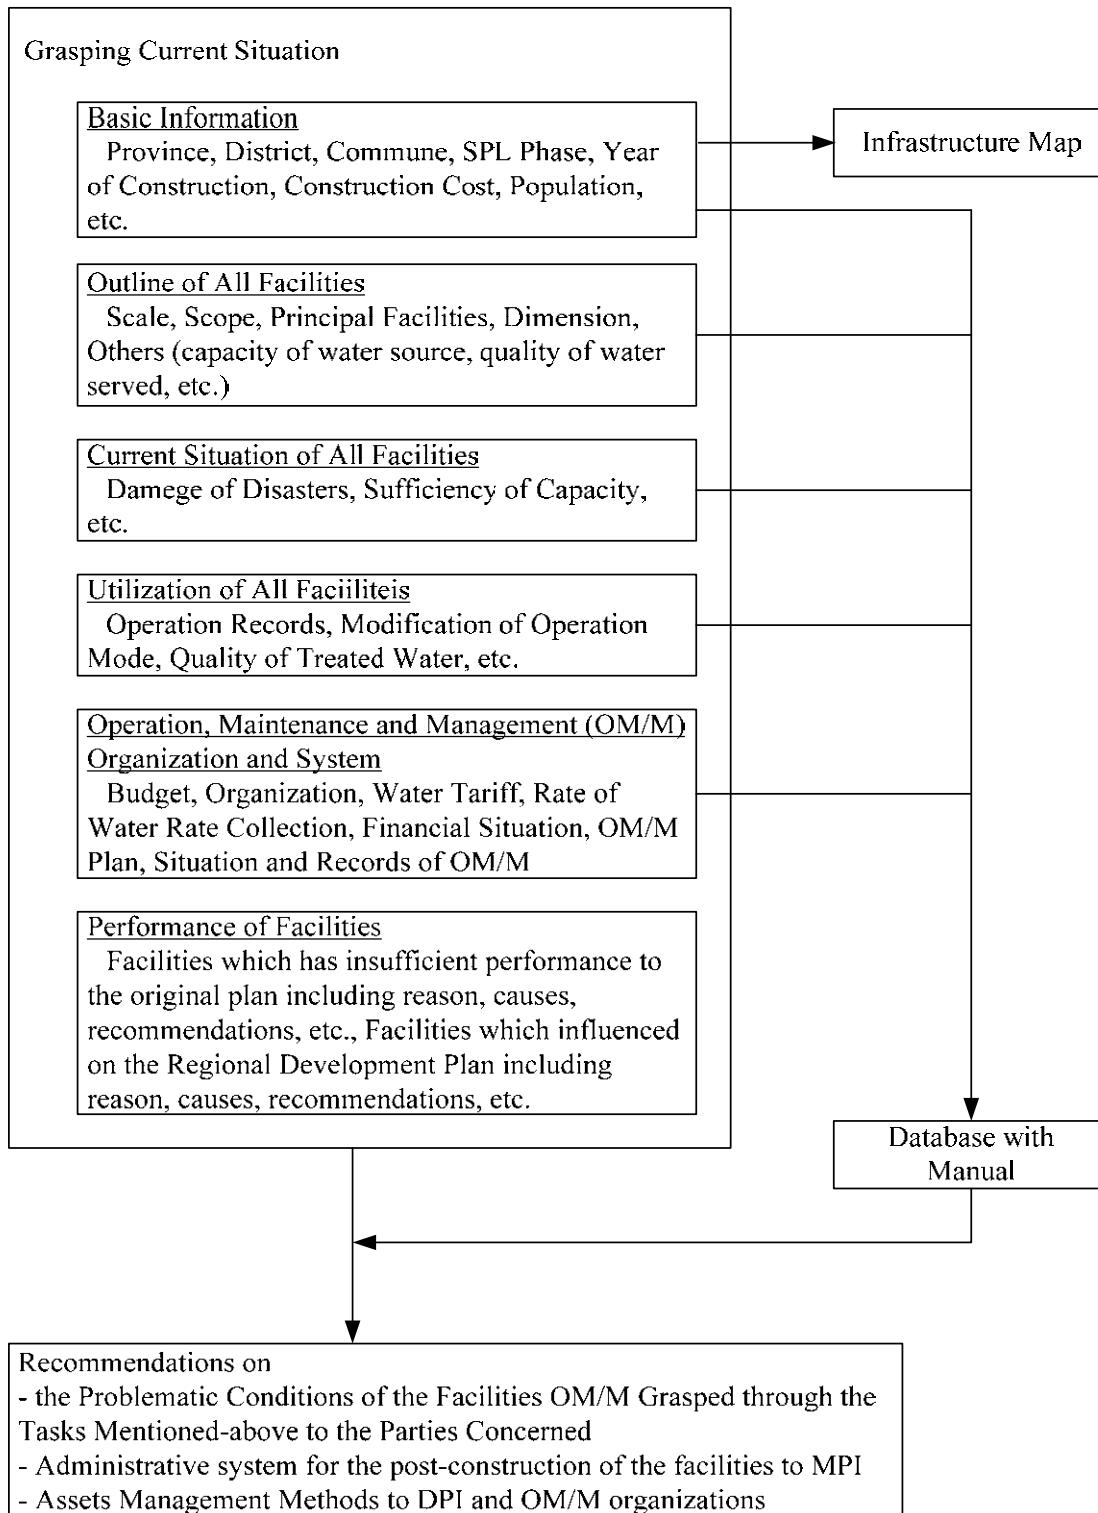 Grasping Current Situation
Basic Information
Province, District, Commune, SPL Phase, Year
of Construction, Construction Cost, Population,
etc.
Infrastructure Map
Outline of All Facilities
Scale, Scope, Principal Facilities, Dimension,
Others (capacity of water source, quality of water
served, etc.)
Current Situation of All Facilities
Damege of Disasters, Sufficiency of Capacity,
etc.
Utilization of All Faciiliteis
Operation Records, Modification of Operation
Mode, Quality of Treated Water, etc.
Operation, Maintenance and Management (OM/M)
Organization and System
Budget, Organization, Water Tariff, Rate of
Water Rate Collection, Financial Situation, OM/M
Plan, Situation and Records of OM/M
Performance of Facilities
Facilities which has insufficient performance to
the original plan including reason, causes,
recommendations, etc., Facilities which influenced
on the Regional Development Plan including
reason, causes, recommendations, etc.
Database with
Manual
Recommendations on
- the Problematic Conditions of the Facilities OM/M Grasped through the
Tasks Mentioned-above to the Parties Concerned
- Administrative system for the post-construction of the facilities to MPI
- Assets Management Methods to DPI and OM/M organizations